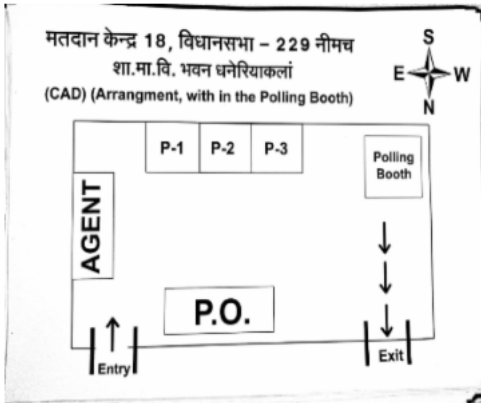 मतदान केन्द्र 18, विधानसभा – 229 नीमच
शा.मा.वि. भवन धनेरियाकलां
(CAD) (Arrangment, with in the Polling Booth)
S
E W
N
P-1 P-2 P-3
Polling
Booth
AGENT
P.O.
Entry
Exit